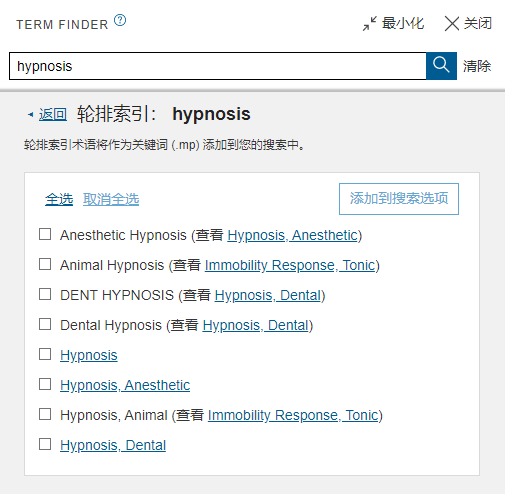 TERM FINDER ? 最小化 关闭
hypnosis 清除
返回 轮排索引： hypnosis
轮排索引术语将作为关键词 (.mp) 添加到您的搜索中。
全选 取消全选 添加到搜索选项
Anesthetic Hypnosis (查看 Hypnosis, Anesthetic)
Animal Hypnosis (查看 Immobility Response, Tonic)
DENT HYPNOSIS (查看 Hypnosis, Dental)
Dental Hypnosis (查看 Hypnosis, Dental)
Hypnosis
Hypnosis, Anesthetic
Hypnosis, Animal (查看 Immobility Response, Tonic)
Hypnosis, Dental